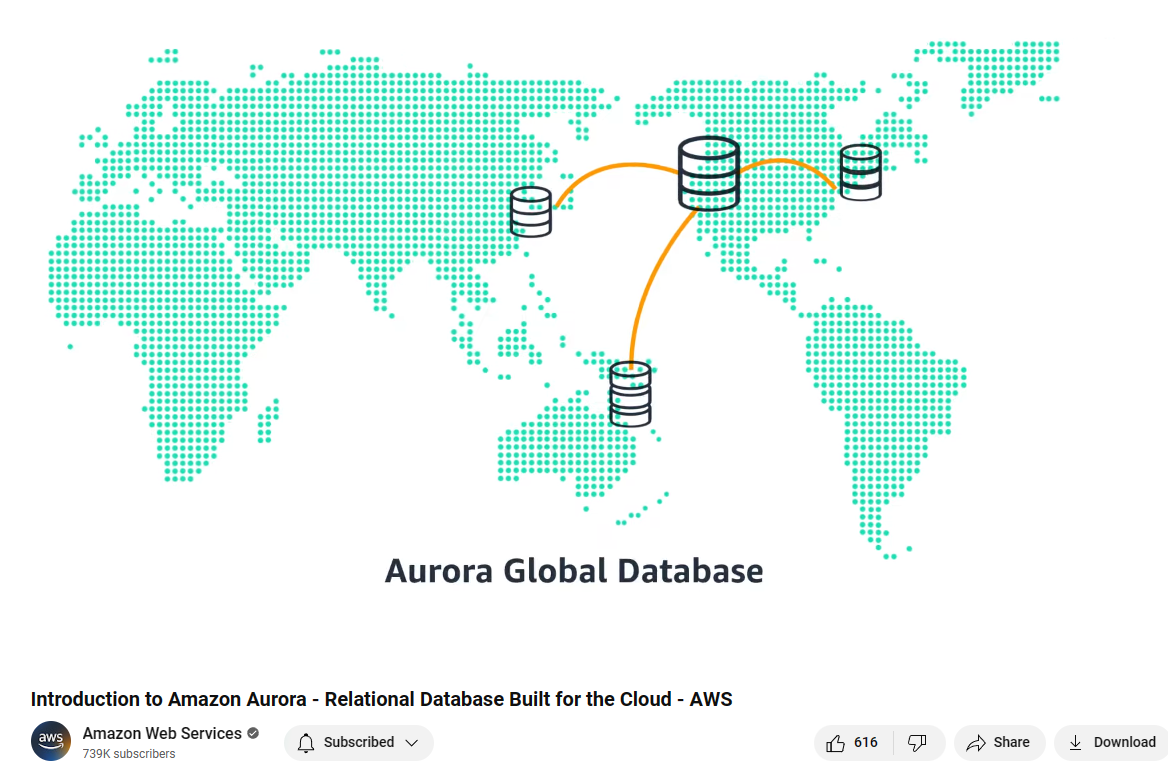 Aurora Global Database
Introduction to Amazon Aurora - Relational Database Built for the Cloud - AWS
aws
Amazon Web Services
739K subscribers
Subscribed
616
Share
Download